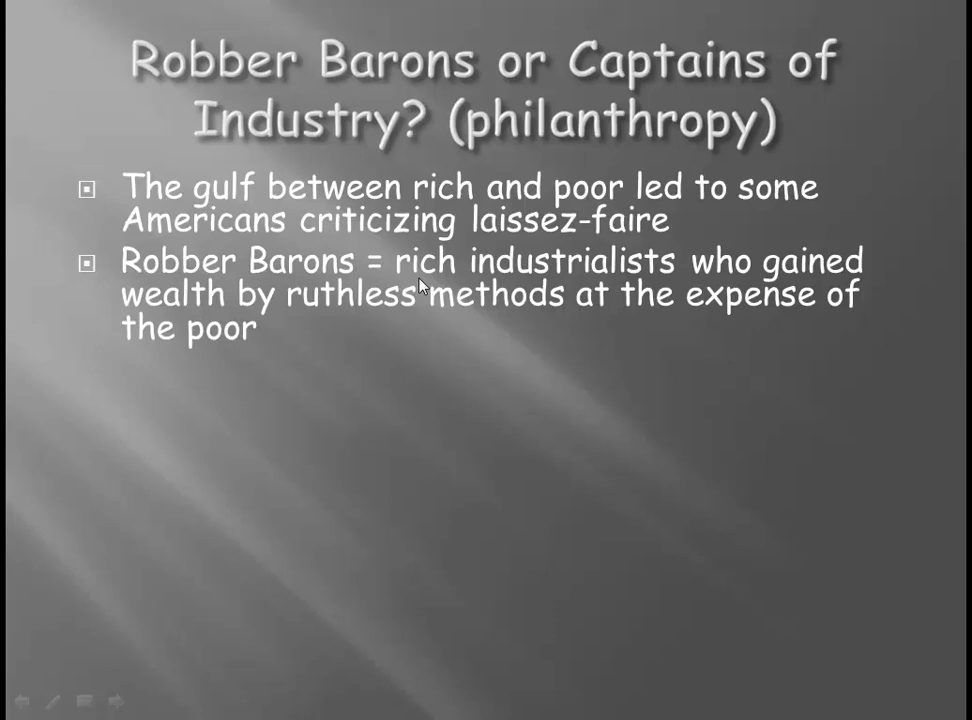 Robber Barons or Captains of
Industry? (philanthropy)
The gulf between rich and poor led to some
Americans criticizing laissez-faire
Robber Barons = rich industrialists who gained
wealth by ruthless methods at the expense of
the poor